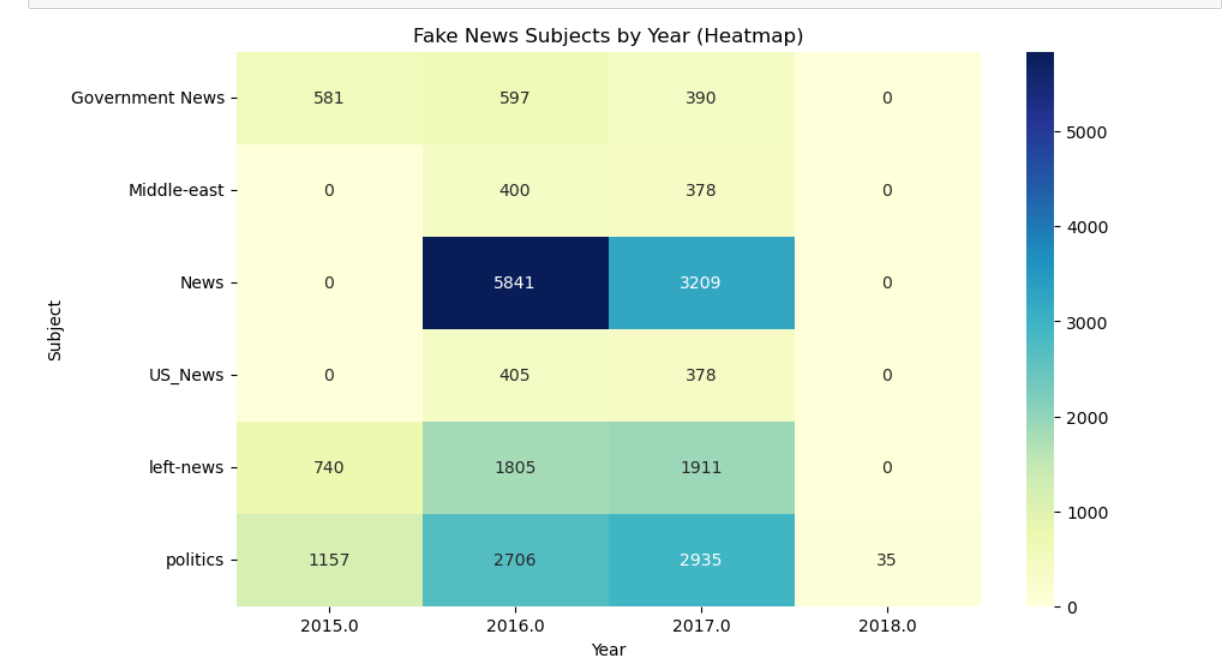 Fake News Subjects by Year (Heatmap)
Government News 581 597 390 0
5000
Middle-east 0 400 378 0
4000
News 0 5841 3209 0
Subject
3000
US_News 0 405 378 0
2000
left-news 740 1805 1911 0
1000
politics 1157 2706 2935 35
0
2015.0 2016.0 2017.0 2018.0
Year